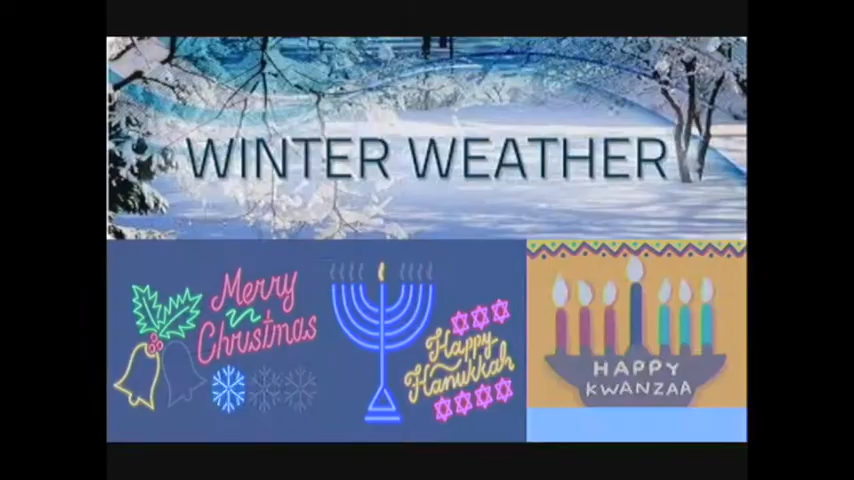 WINTER WEATHER
Merry
Christmas
Happy
Hanukkah
HAPPY
KWANZAA